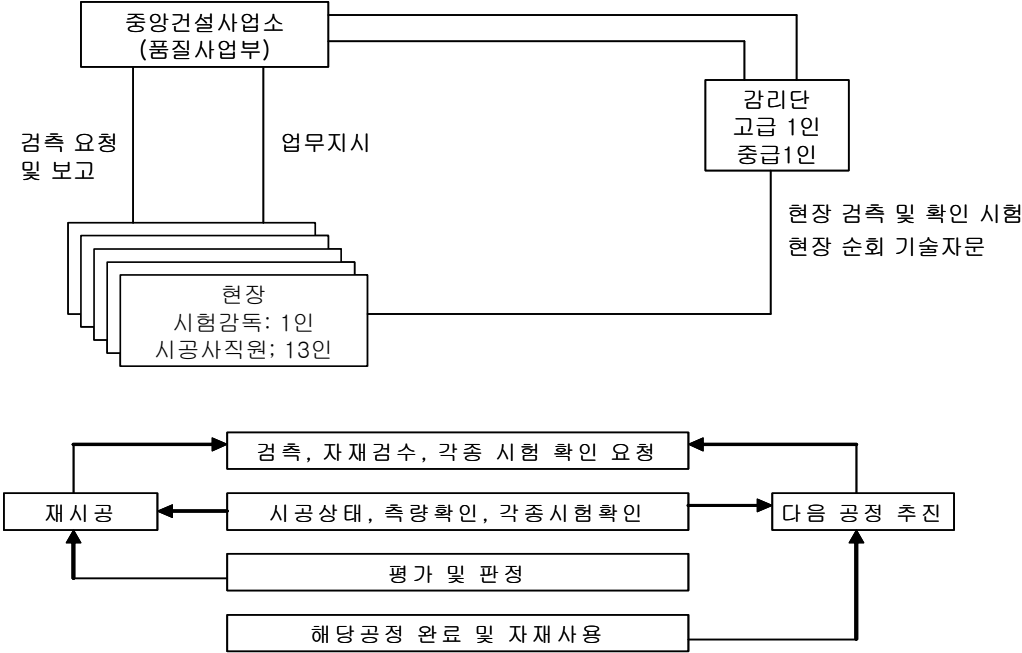 중앙건설사업소
(품질사업부)
감리단
고급 1인
중급1인
검측 요청
및 보고
업무지시
현장 검측 및 확인 시험
현장 순회 기술자문
현장
시험감독: 1인
시공사직원; 13인
검측, 자재검수, 각종 시험 확인 요청
재시공
시공상태, 측량확인, 각종시험확인
다음 공정 추진
평가 및 판정
해당공정 완료 및 자재사용